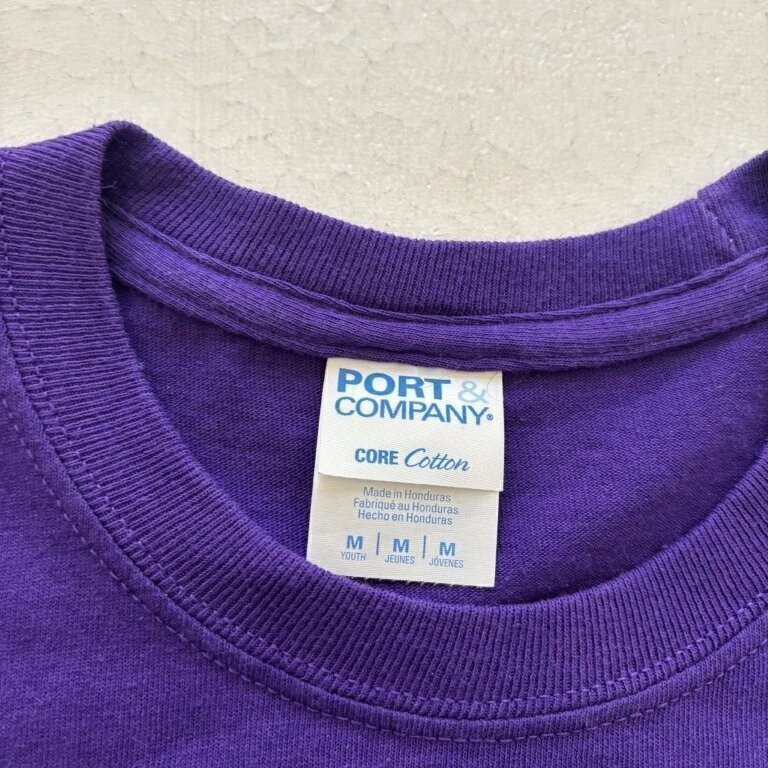 PORT &
COMPANY®
CORE Cotton
Made in Honduras
Fabriqué au Honduras
Hecho en Honduras
M | M | M
YOUTH JEUNES JÓVENES